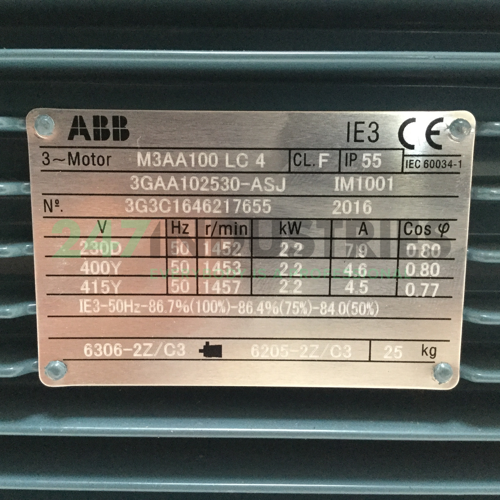 ABB IE3 CE
3~Motor M3AA100 LC 4 CL. F IP 55 IEC 60034-1
3GAA102530-ASJ IM1001
Nº. 3G3C1646217655 2016
V Hz r/min kW A Cos φ
230D 50 1452 2.2 7.9 0.80
400Y 50 1453 2.2 4.6 0.80
415Y 50 1457 2.2 4.5 0.77
IE3-50Hz-86.7%(100%)-86.4%(75%)-84.0(50%)
6306-2Z/C3 6205-2Z/C3 25 kg